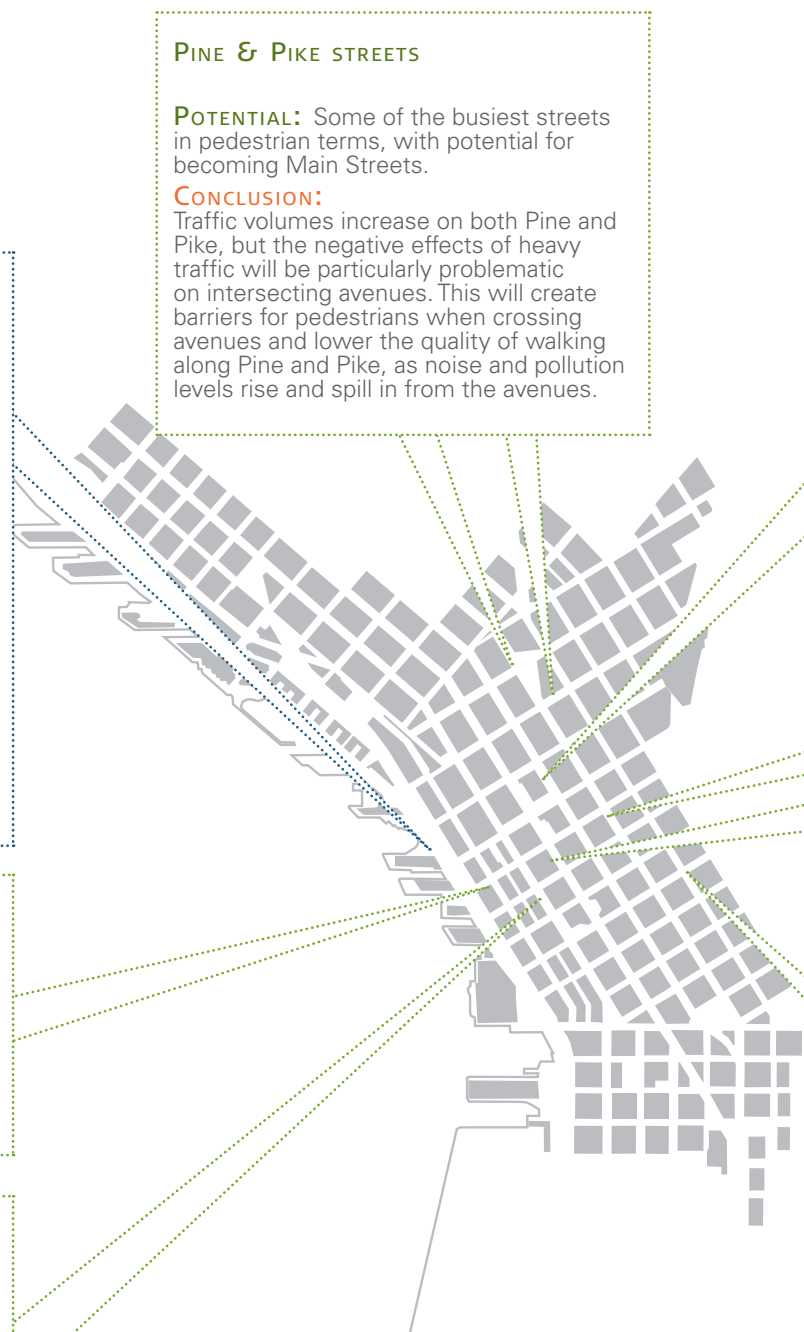 Pine & Pike streets
Potential: Some of the busiest streets
in pedestrian terms, with potential for
becoming Main Streets.
Conclusion:
Traffic volumes increase on both Pine and
Pike, but the negative effects of heavy
traffic will be particularly problematic
on intersecting avenues. This will create
barriers for pedestrians when crossing
avenues and lower the quality of walking
along Pine and Pike, as noise and pollution
levels rise and spill in from the avenues.